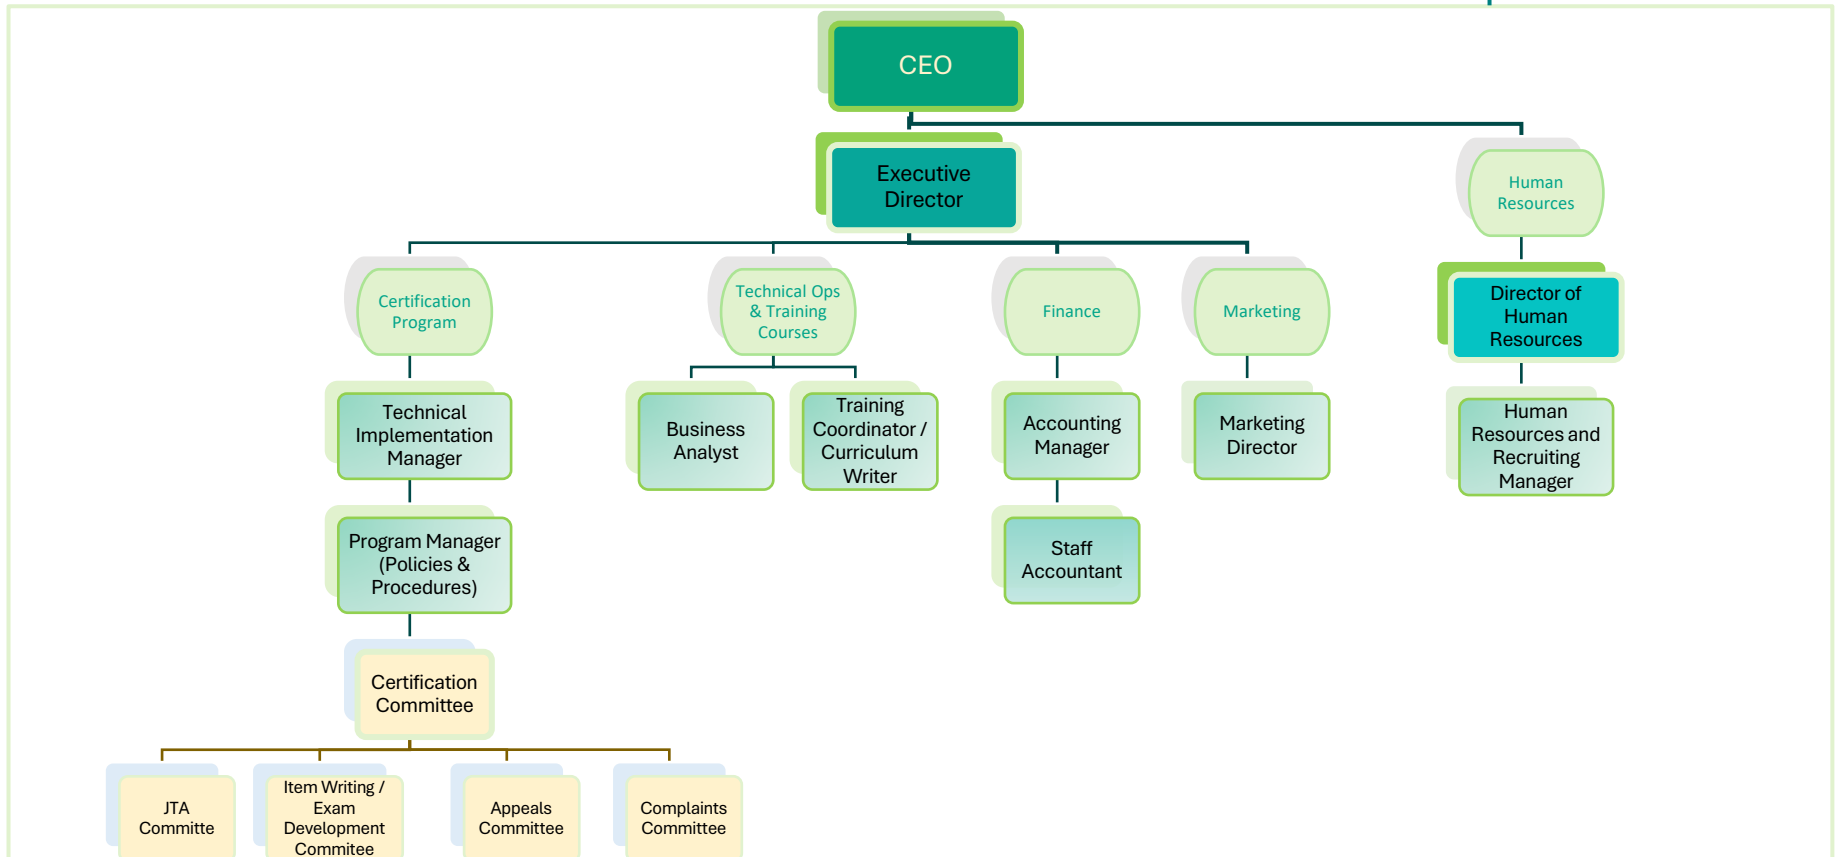 CEO
Executive
Director
Human
Resources
Certification
Program
Technical Ops
& Training
Courses
Finance
Marketing
Director of
Human
Resources
Technical
Implementation
Manager
Business
Analyst
Training
Coordinator /
Curriculum
Writer
Accounting
Manager
Marketing
Director
Human
Resources and
Recruiting
Manager
Program Manager
(Policies &
Procedures)
Staff
Accountant
Certification
Committee
JTA
Committe
Item Writing /
Exam
Development
Commitee
Appeals
Committee
Complaints
Committee